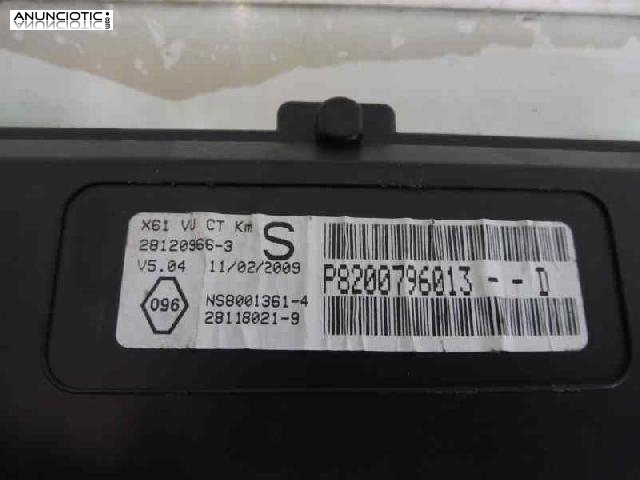 ANUNCIOTIC®
X61 VU CT Km S
28120966-3
V5.04 11/02/2009
P8200796013 -- D
096 NS8001361-4
28118021-9